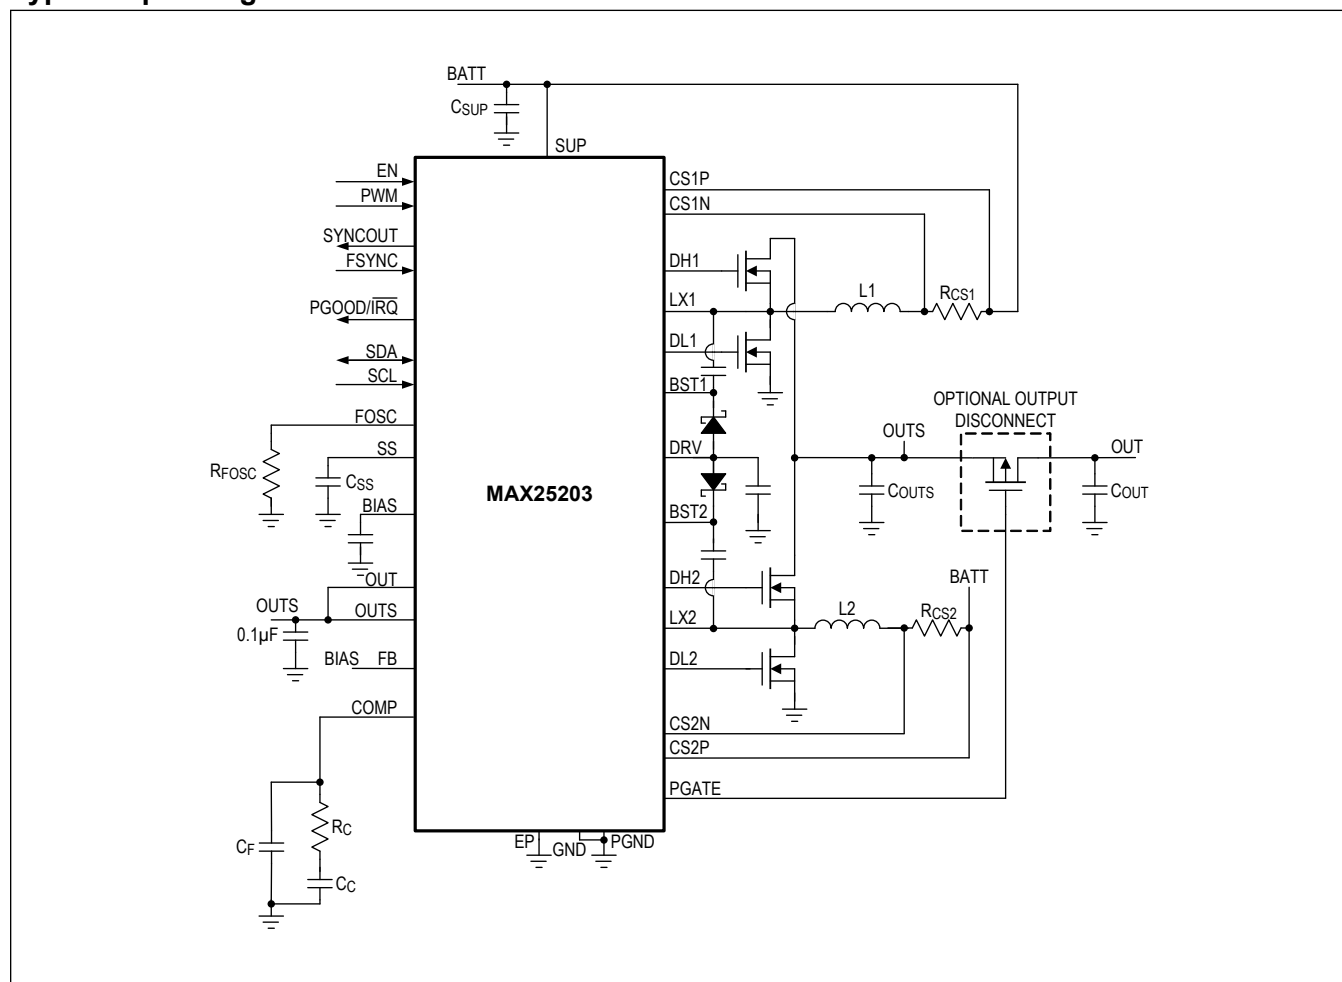 BATT
CSUP
SUP
EN
PWM
SYNCOUT
FSYNC
PGOOD/IRQ
SDA
SCL
FOSC
RFOSC
SS
CSS
BIAS
OUT
OUTS
OUTS
0.1µF
BIAS FB
COMP
CF
RC
CC
MAX25203
EP
GND
PGND
CS1P
CS1N
DH1
LX1
DL1
BST1
DRV
BST2
DH2
LX2
DL2
CS2N
CS2P
PGATE
L1
RCS1
OPTIONAL OUTPUT
DISCONNECT
OUTS
OUT
COUTS
COUT
BATT
L2
RCS2